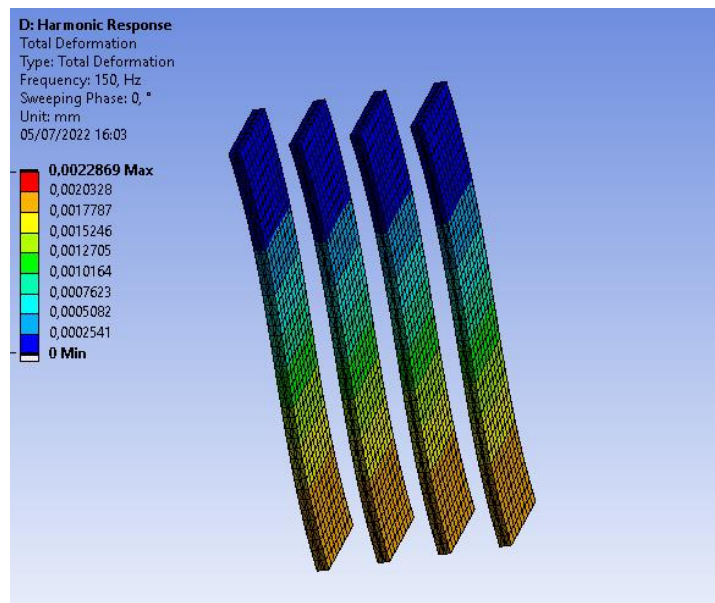 D: Harmonic Response
Total Deformation
Type: Total Deformation
Frequency: 150, Hz
Sweeping Phase: 0, °
Unit: mm
05/07/2022 16:03
0,0022869 Max
0,0020328
0,0017787
0,0015246
0,0012705
0,0010164
0,0007623
0,0005082
0,0002541
0 Min